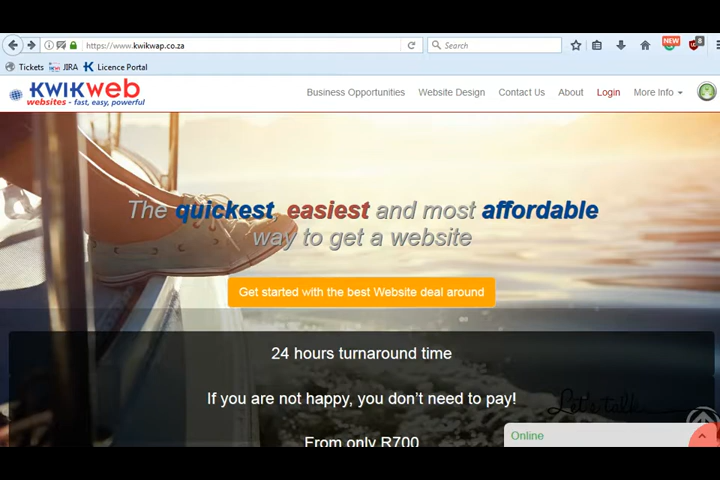 https://www.kwikwap.co.za
Search
NEW
8
Tickets
JIRA
Licence Portal
KWIKWEB
websites - fast, easy, powerful
Business Opportunities
Website Design
Contact Us
About
Login
More Info
The quickest, easiest and most affordable
way to get a website
Get started with the best Website deal around
24 hours turnaround time
If you are not happy, you don't need to pay!
From only R700
Let's talk
Online